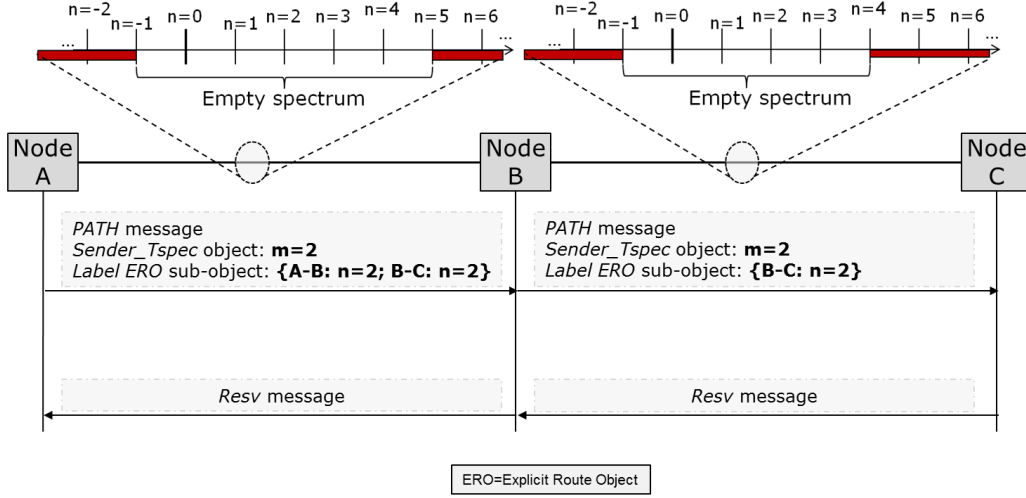 n=-2 n=-1 n=0 n=1 n=2 n=3 n=4 n=5 n=6
... ...
Empty spectrum
n=-2 n=-1 n=0 n=1 n=2 n=3 n=4 n=5 n=6
... ...
Empty spectrum
Node
A
Node
B
Node
C
PATH message
Sender_Tspec object: m=2
Label ERO sub-object: {A-B: n=2; B-C: n=2}
PATH message
Sender_Tspec object: m=2
Label ERO sub-object: {B-C: n=2}
Resv message
Resv message
ERO=Explicit Route Object